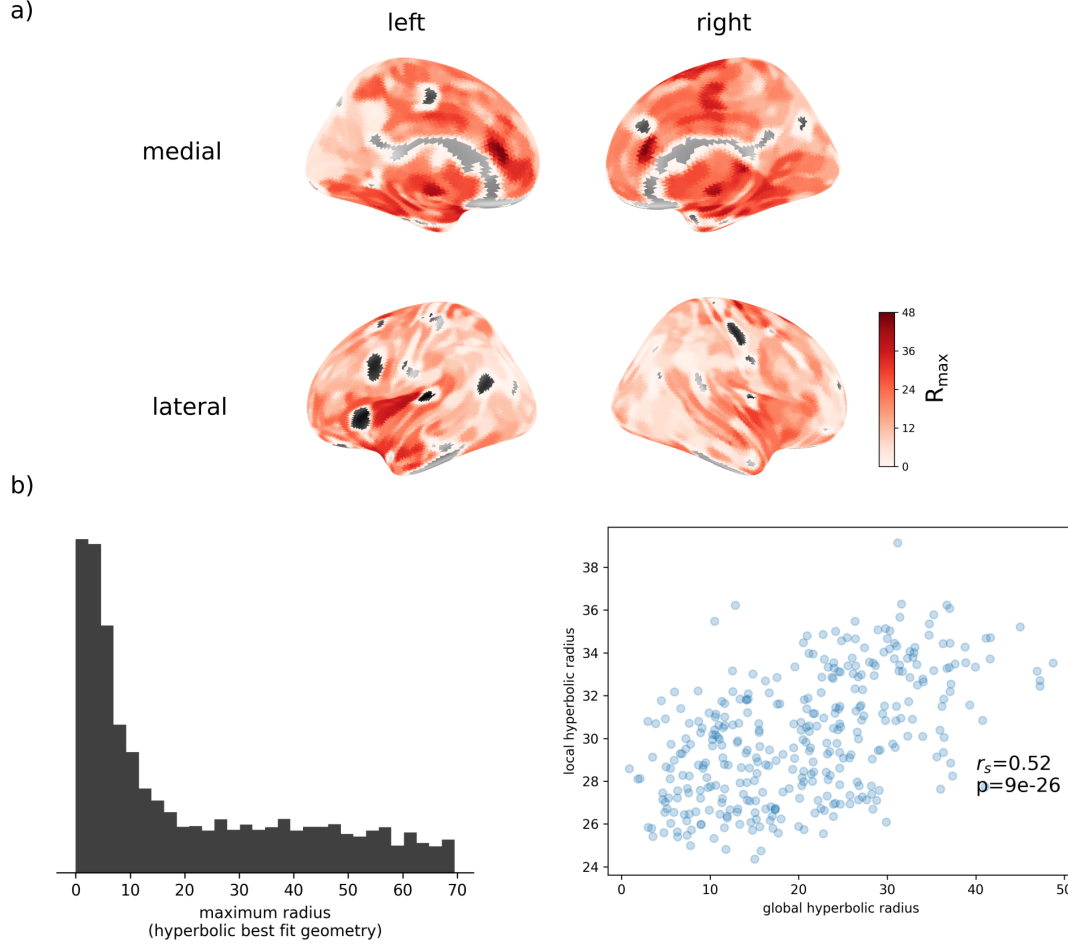 a)
left
right
medial
lateral
48
36
24
12
0
R_max
b)
0 10 20 30 40 50 60 70
maximum radius
(hyperbolic best fit geometry)
38
36
34
32
30
28
26
24
local hyperbolic radius
r_s=0.52
p=9e-26
0 10 20 30 40 50
global hyperbolic radius